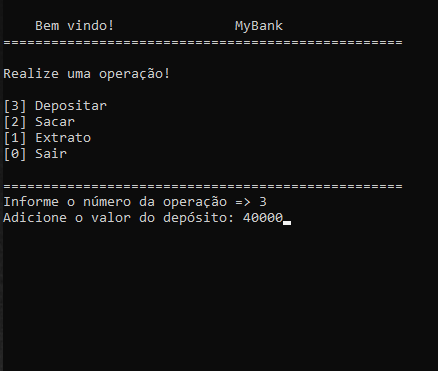 Bem vindo! MyBank
==================================================
Realize uma operação!
[3] Depositar
[2] Sacar
[1] Extrato
[0] Sair
==================================================
Informe o número da operação => 3
Adicione o valor do depósito: 40000